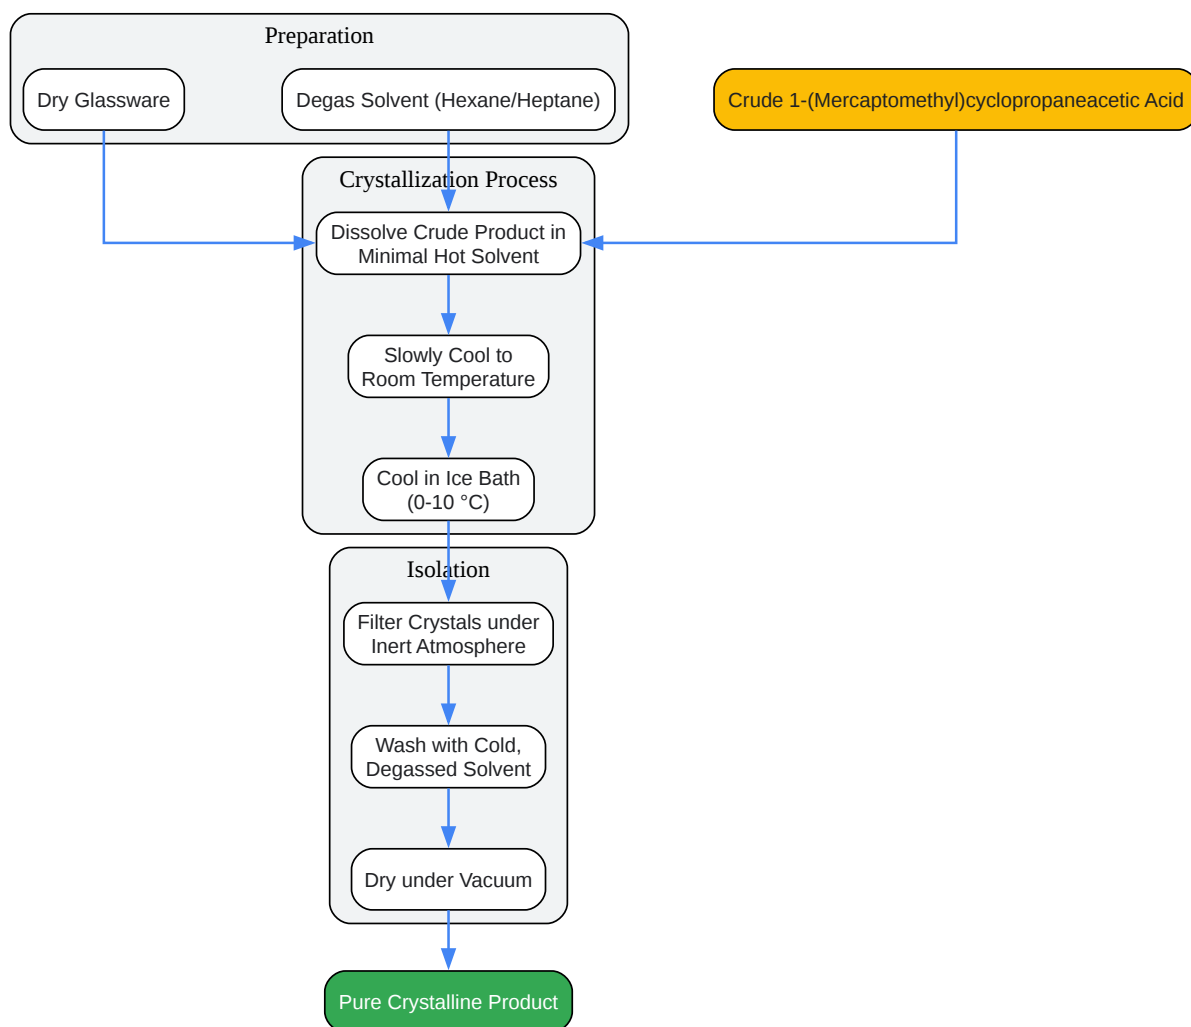 Preparation
Dry Glassware
Degas Solvent (Hexane/Heptane)
Crude 1-(Mercaptomethyl)cyclopropaneacetic Acid
Crystallization Process
Dissolve Crude Product in
Minimal Hot Solvent
Slowly Cool to
Room Temperature
Cool in Ice Bath
(0-10 °C)
Isolation
Filter Crystals under
Inert Atmosphere
Wash with Cold,
Degassed Solvent
Dry under Vacuum
Pure Crystalline Product